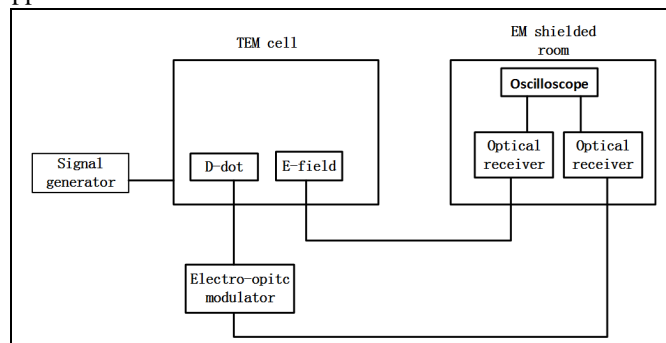 TEM cell
EM shielded
room
Oscilloscope
Signal
generator
D-dot
E-field
Optical
receiver
Optical
receiver
Electro-opitc
modulator